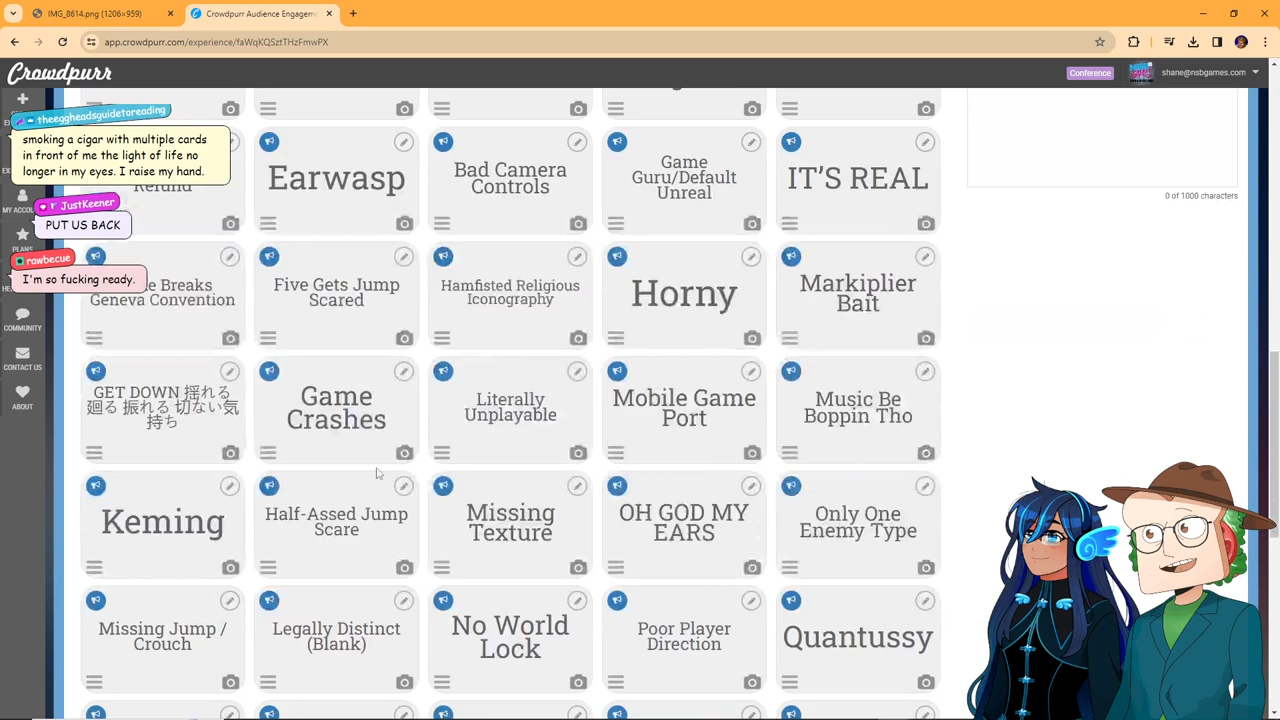 IMG_8614.png (1206×959)
Crowdpurr Audience Engageme
app.crowdpurr.com/experience/faWqKQSztTHzFmwPX
Crowdpurr
Conference
shane@nsbgames.com
theeggheadsguidetoreading
smoking a cigar with multiple cards
in front of me the light of life no
longer in my eyes. I raise my hand.
JustKeener
PUT US BACK
rawbecue
I'm so fucking ready.
MY ACCOU
PLANS
COMMUNITY
CONTACT US
ABOUT
Refund
Earwasp
Bad Camera
Controls
Game
Guru/Default
Unreal
IT'S REAL
0 of 1000 characters
Breaks
Geneva Convention
Five Gets Jump
Scared
Hamfisted Religious
Iconography
Horny
Markiplier
Bait
GET DOWN 揺れる
廻る 振れる 切ない気
持ち
Game
Crashes
Literally
Unplayable
Mobile Game
Port
Music Be
Boppin Tho
Keming
Half-Assed Jump
Scare
Missing
Texture
OH GOD MY
EARS
Only One
Enemy Type
Missing Jump /
Crouch
Legally Distinct
(Blank)
No World
Lock
Poor Player
Direction
Quantussy